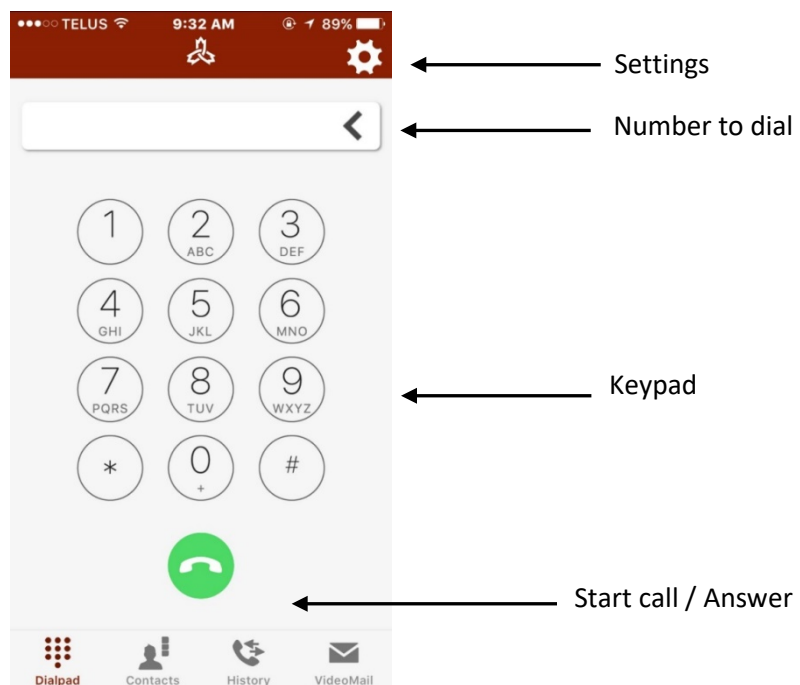 TELUS 9:32 AM 89%
Settings
Number to dial
1 2 3
ABC DEF
4 5 6
GHI JKL MNO
7 8 9
PQRS TUV WXYZ
Keypad
* 0 #
+
Start call / Answer
Dialpad Contacts History VideoMail